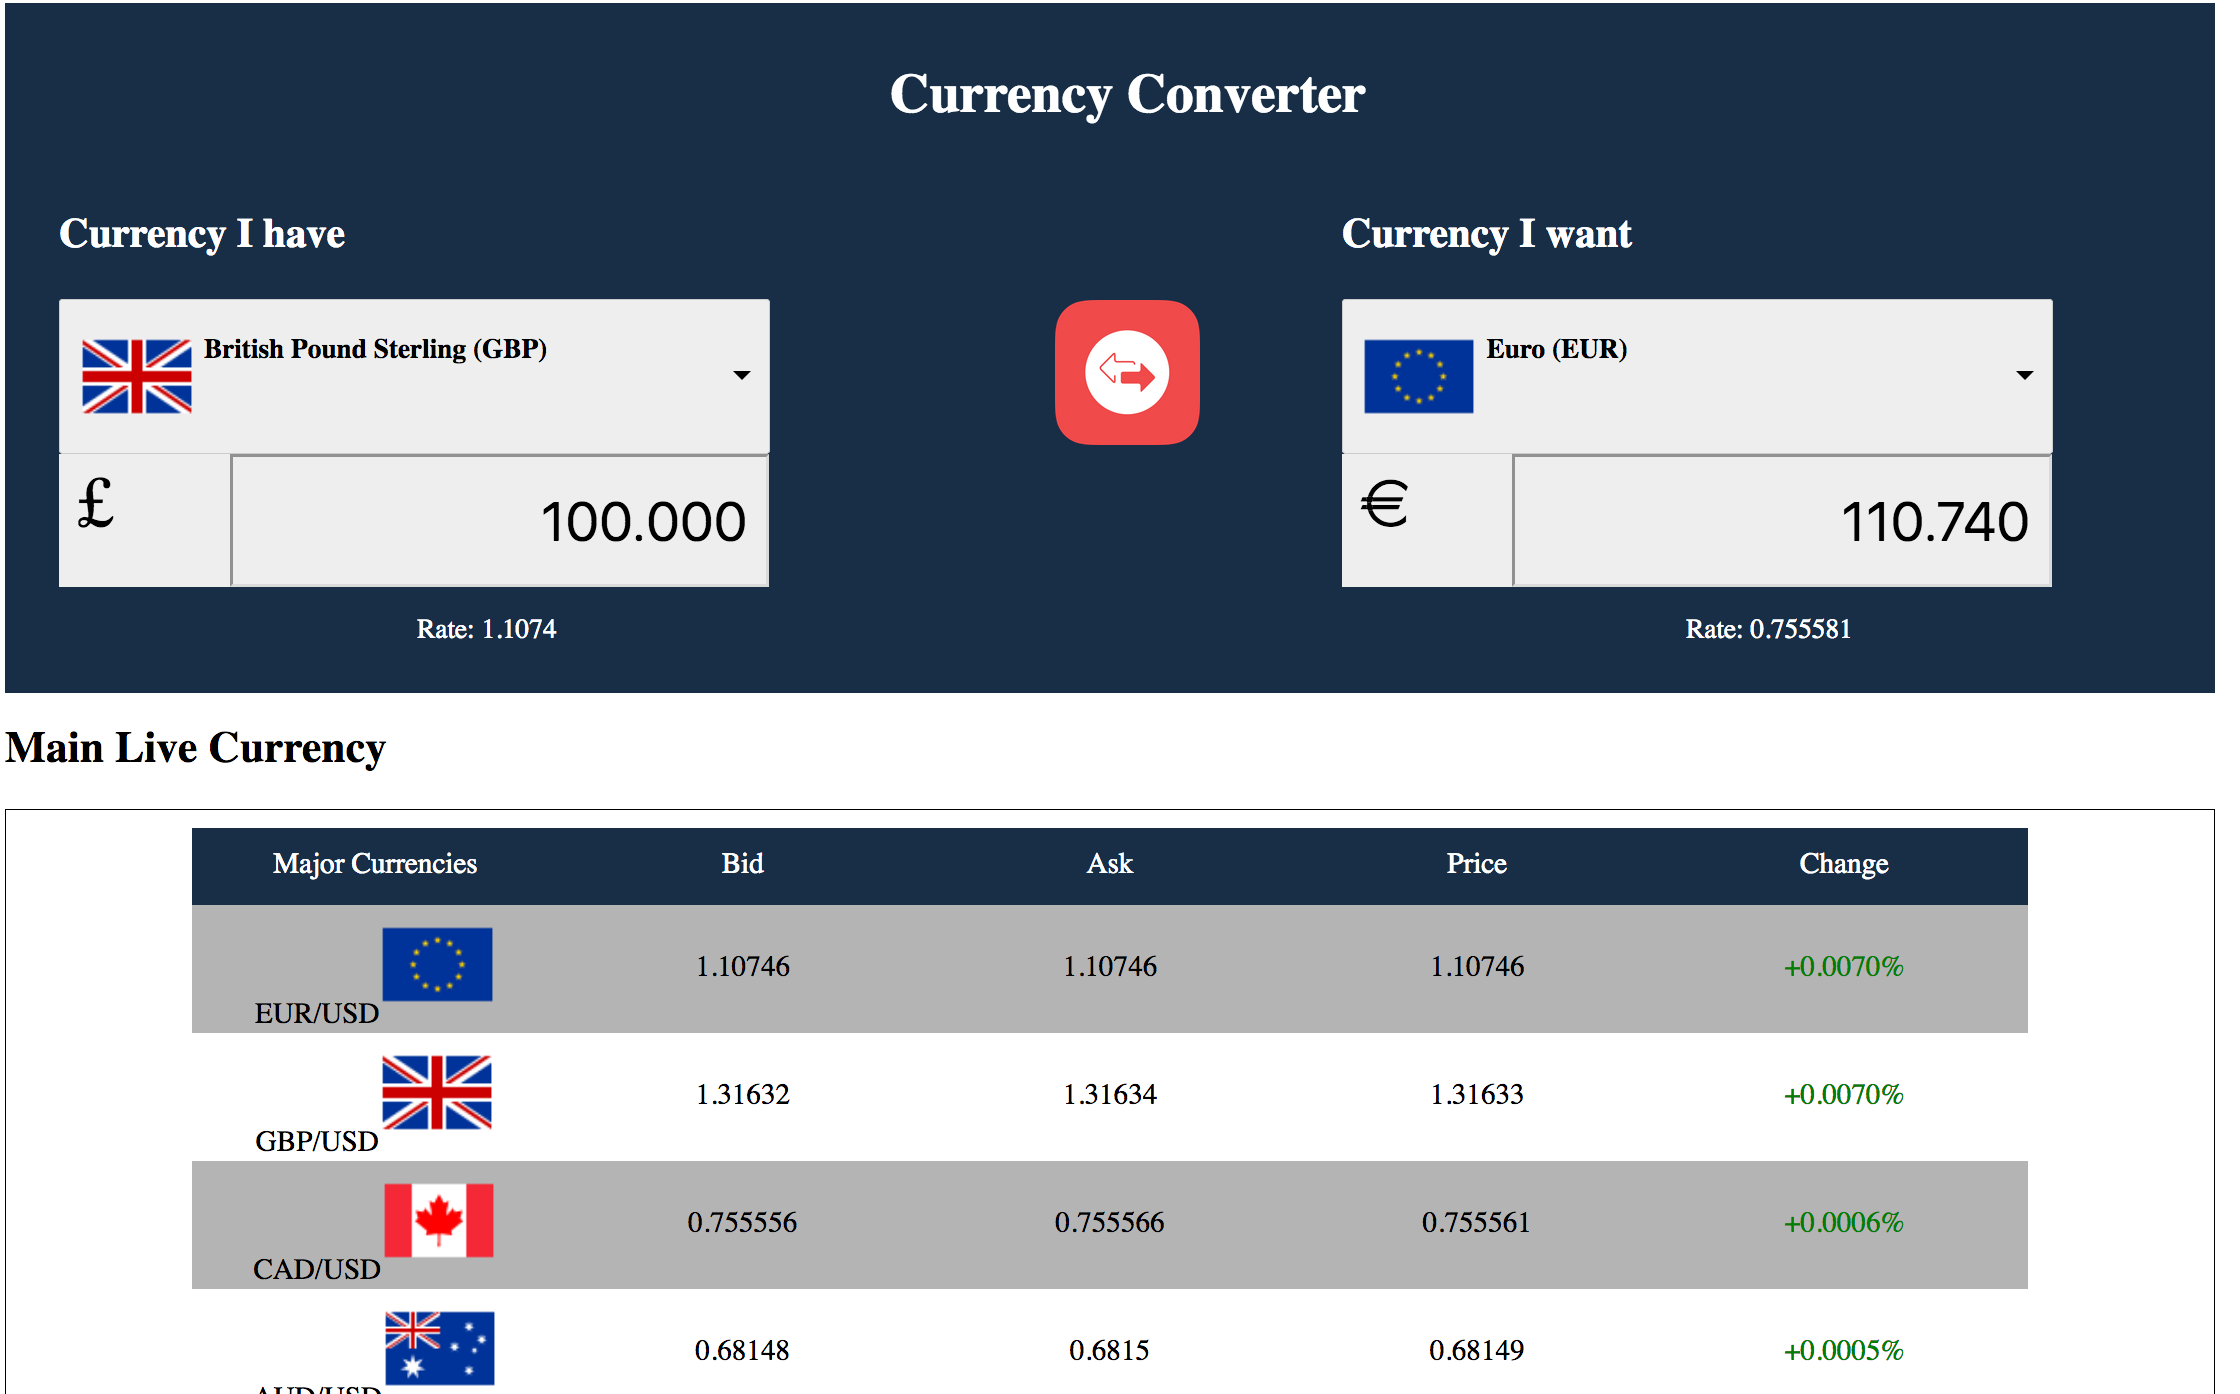 Currency Converter
Currency I have
Currency I want
British Pound Sterling (GBP)
Euro (EUR)
£
100.000
€
110.740
Rate: 1.1074
Rate: 0.755581
Main Live Currency
Major Currencies Bid Ask Price Change
EUR/USD 1.10746 1.10746 1.10746 +0.0070%
GBP/USD 1.31632 1.31634 1.31633 +0.0070%
CAD/USD 0.755556 0.755566 0.755561 +0.0006%
AUD/USD 0.68148 0.6815 0.68149 +0.0005%